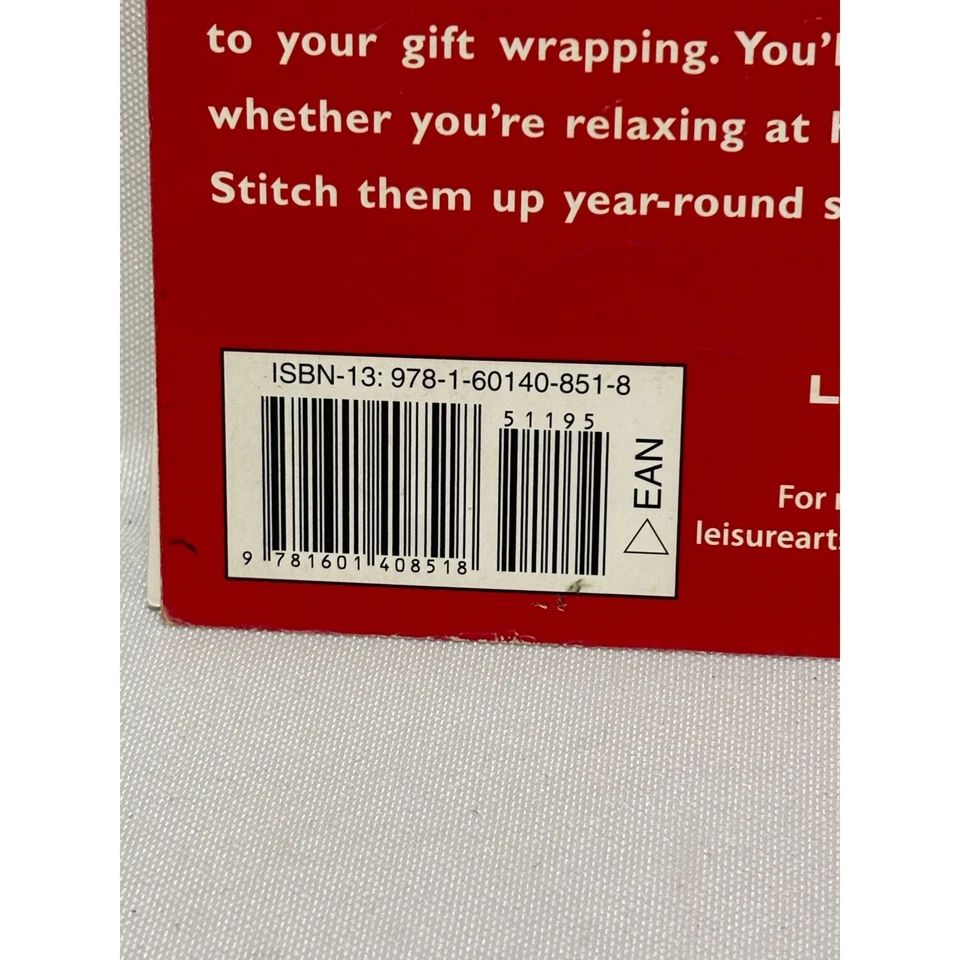 to your gift wrapping. You'l
whether you're relaxing at
Stitch them up year-round s
ISBN-13: 978-1-60140-851-8
51195
EAN
9 781601 408518
L
For
leisureart